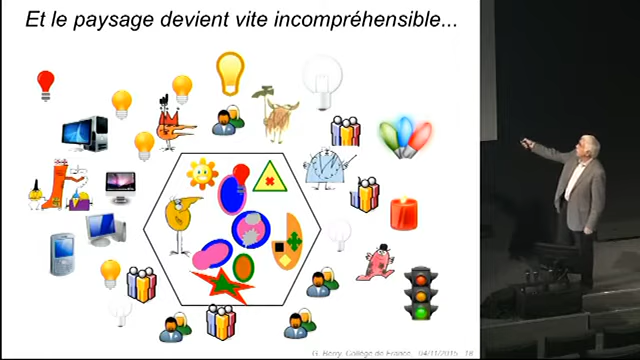 Et le paysage devient vite incompréhensible...
G. Berry, Collège de France, 04/11/2015 18